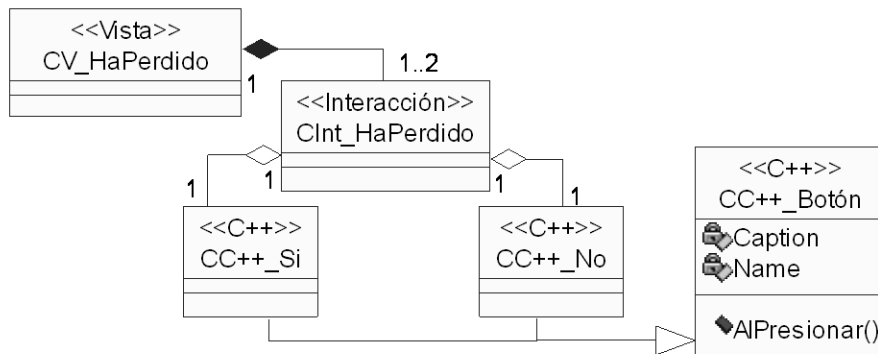 <<Vista>>
CV_HaPerdido
1
1..2
<<Interacción>>
CInt_HaPerdido
1
1
1
1
<<C++>>
CC++_Si
<<C++>>
CC++_No
<<C++>>
CC++_Botón
Caption
Name
AlPresionar()